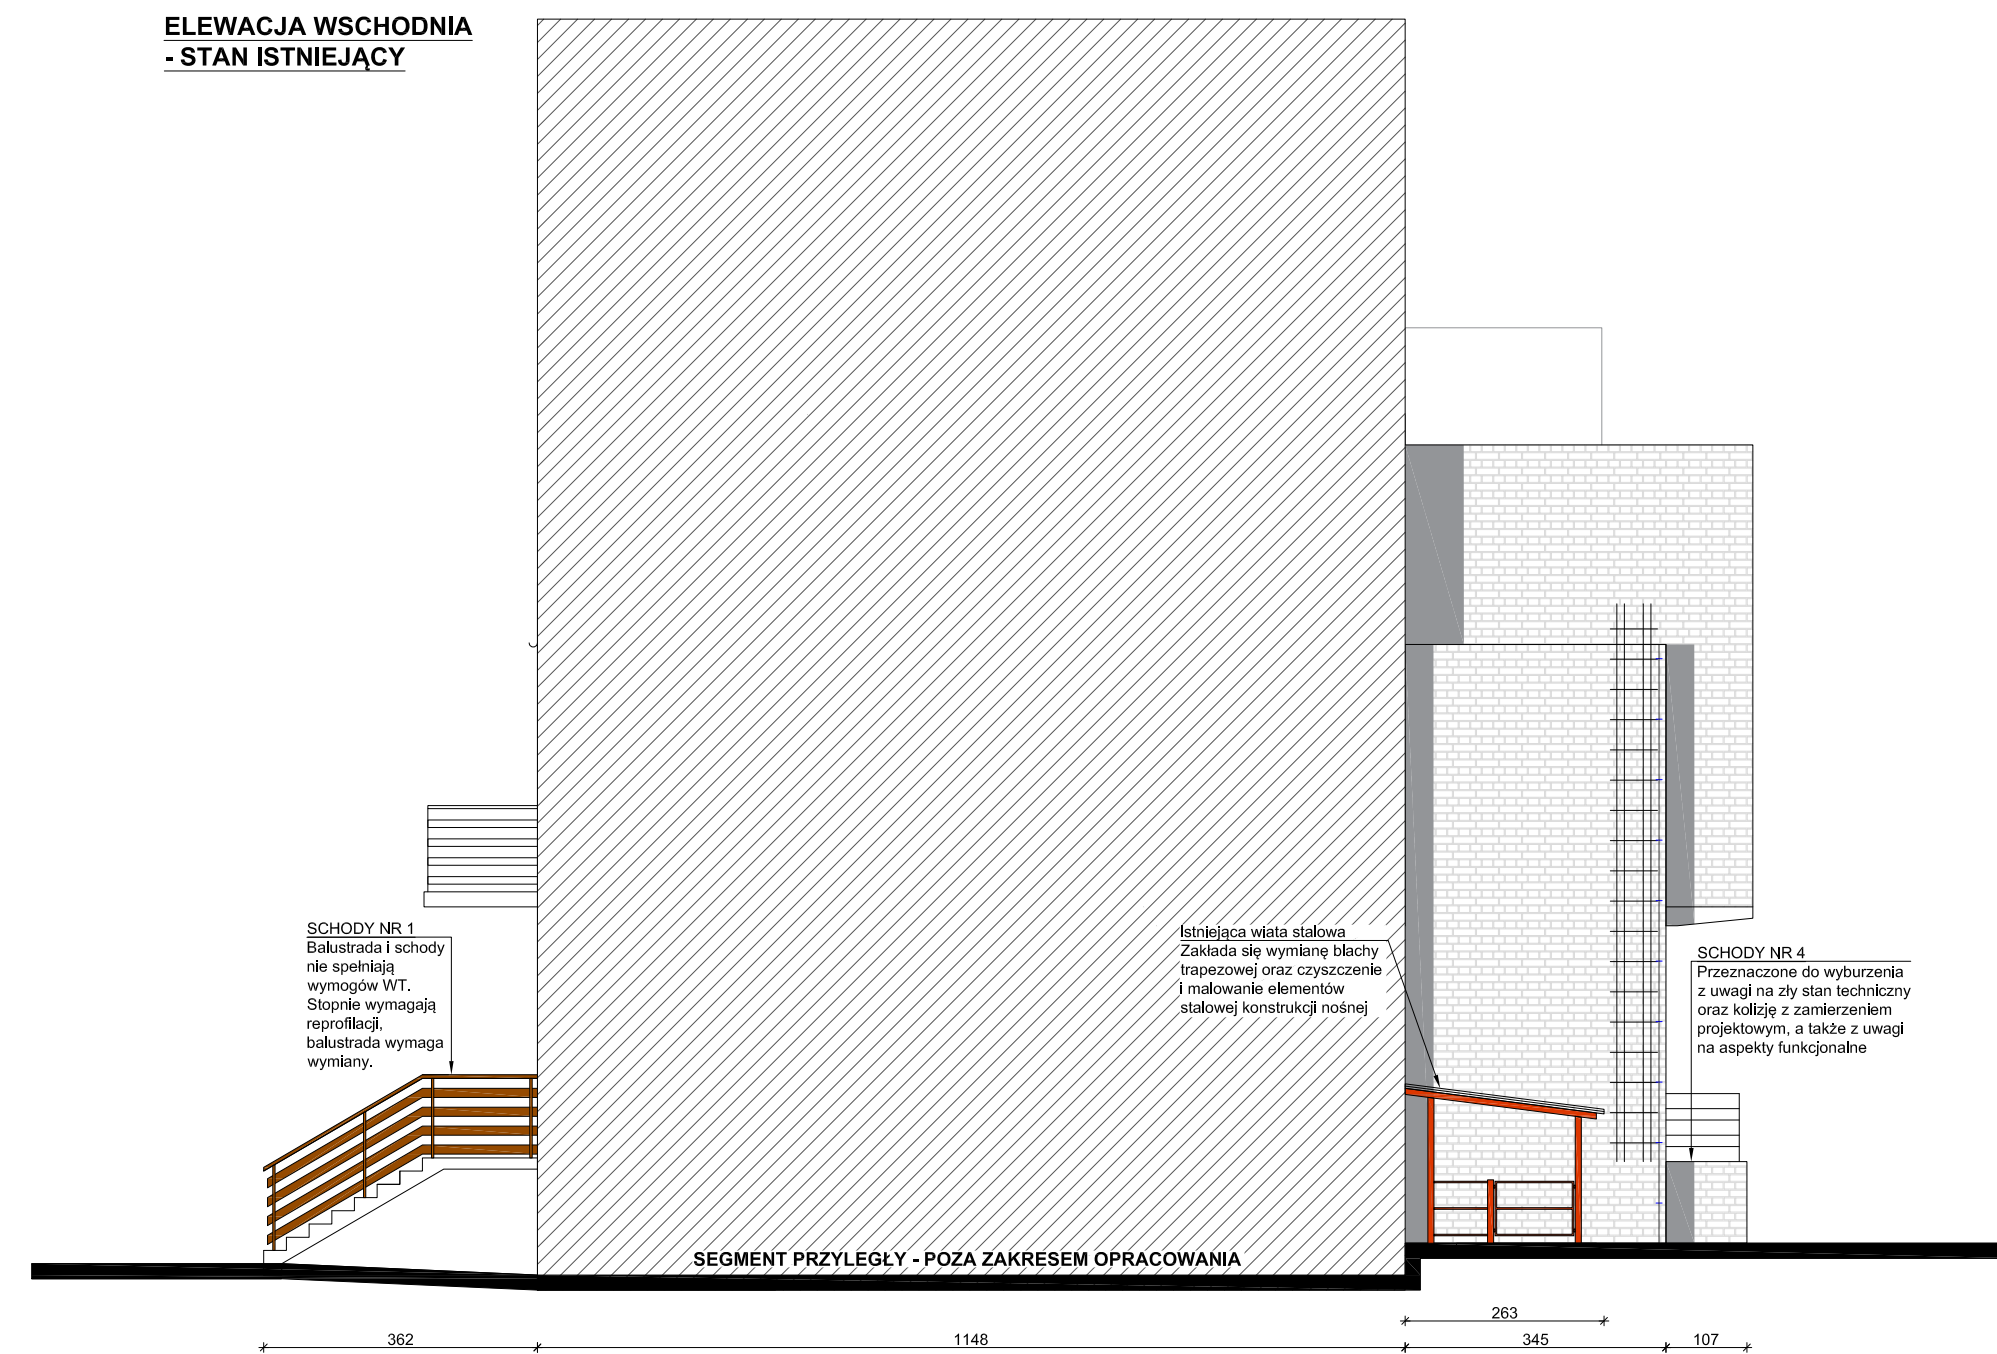 ELEWACJA WSCHODNIA
- STAN ISTNIEJĄCY
SCHODY NR 1
Balustrada i schody
nie spełniają
wymogów WT.
Stopnie wymagają
reprofilacji,
balustrada wymaga
wymiany.
Istniejąca wiata stalowa
Zakłada się wymianę blachy
trapezowej oraz czyszczenie
i malowanie elementów
stalowej konstrukcji nośnej
SCHODY NR 4
Przeznaczone do wyburzenia
z uwagi na zły stan techniczny
oraz kolizję z zamierzeniem
projektowym, a także z uwagi
na aspekty funkcjonalne
SEGMENT PRZYLEGŁY - POZA ZAKRESEM OPRACOWANIA
263
362
1148
345
107